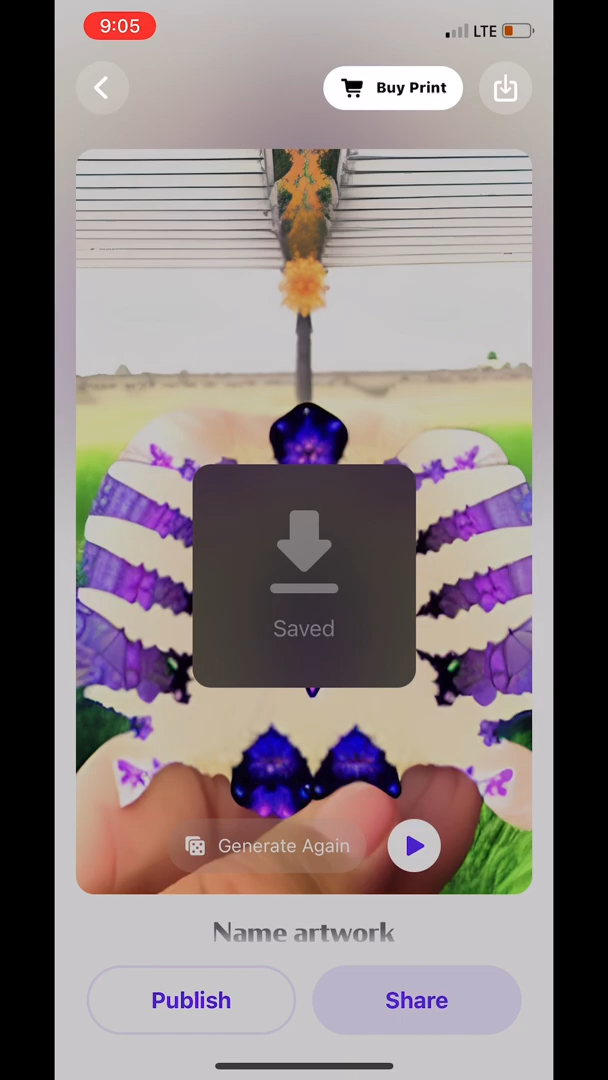 9:05
LTE
Buy Print
Saved
Generate Again
Name artwork
Publish
Share